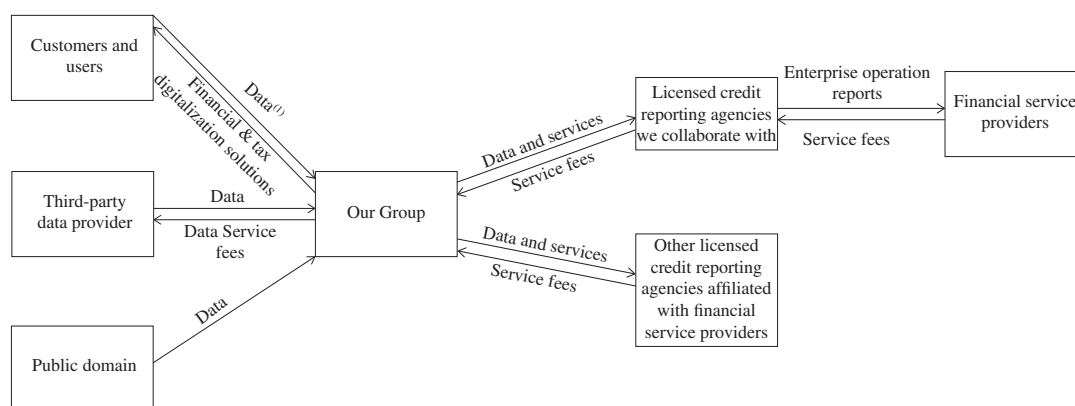 Customers and
users
Data(1)
Financial & tax
digitalization solutions
Third-party
data provider
Data
Data Service
fees
Public domain
Data
Our Group
Data and services
Service fees
Data and services
Service fees
Licensed credit
reporting agencies
we collaborate with
Enterprise operation
reports
Service fees
Financial service
providers
Other licensed
credit reporting
agencies affiliated
with financial
service providers